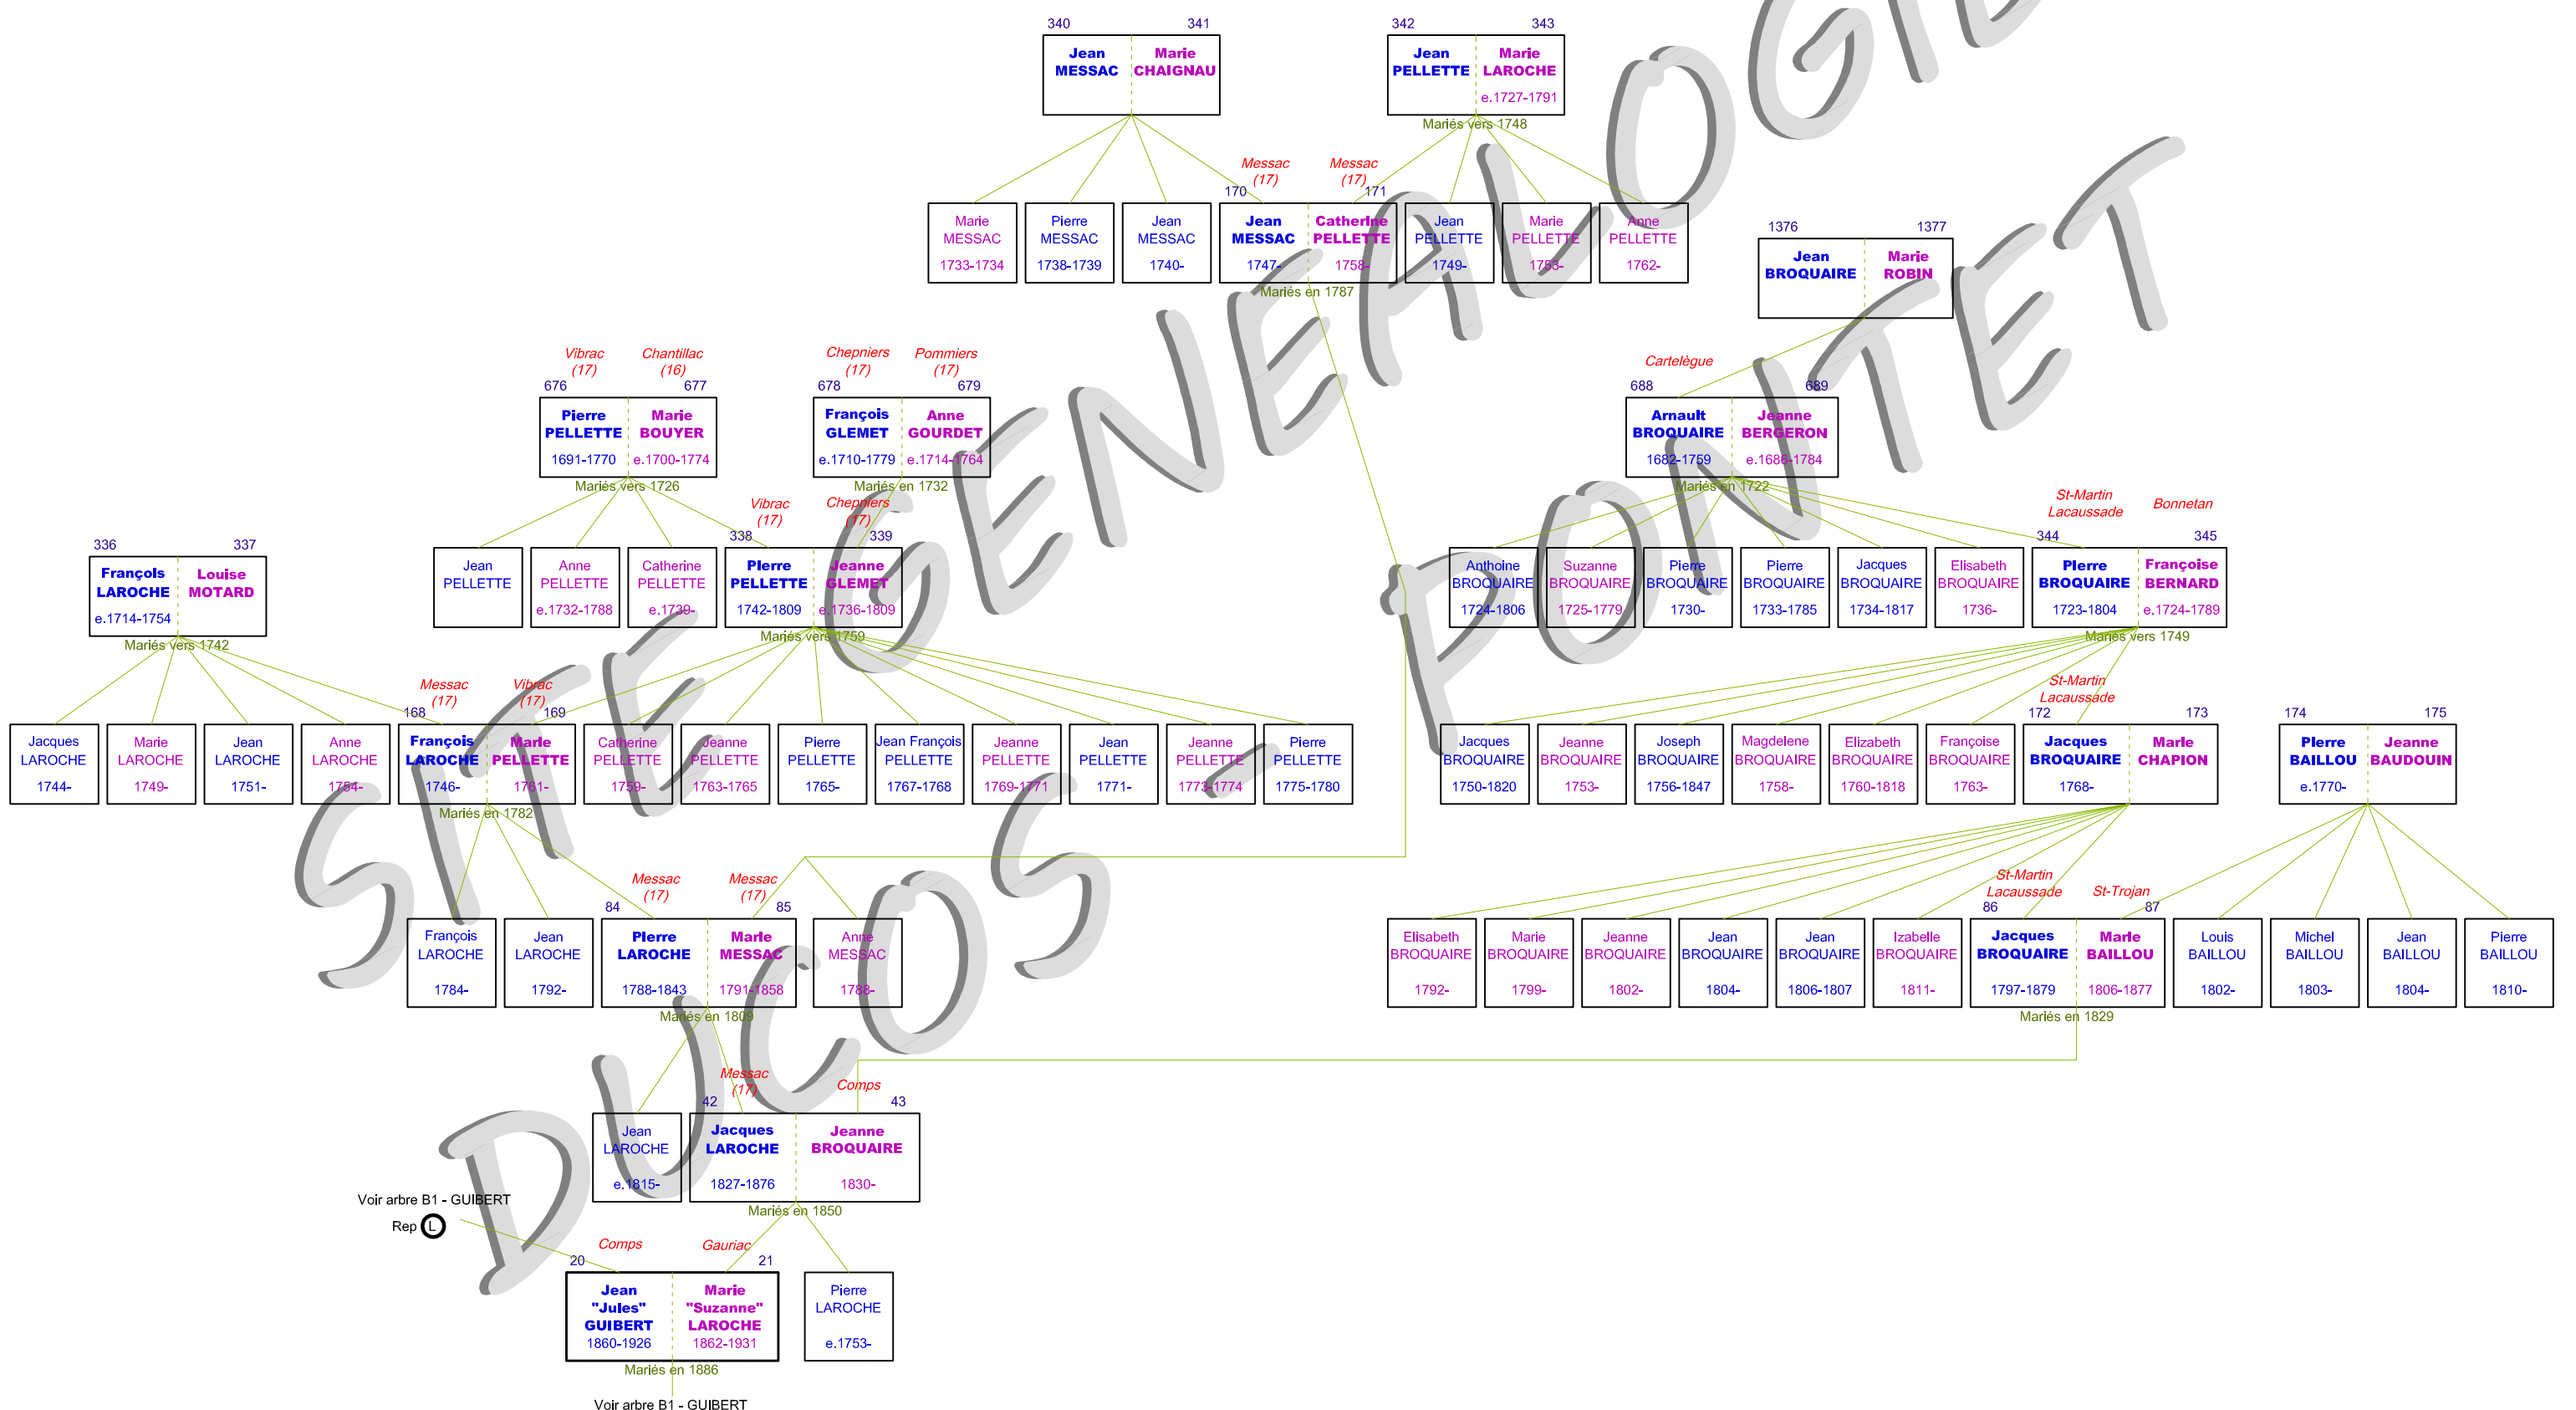 340 341
Jean MESSAC
Marie CHAIGNAU
342 343
Jean PELLETTE
Marie LAROCHE
e.1727-1791
Mariés vers 1748
Messac (17)
Messac (17)
170 171
Marie MESSAC
1733-1734
Pierre MESSAC
1738-1739
Jean MESSAC
1740-
Jean MESSAC
1747-
Catherine PELLETTE
1758-
Mariés en 1787
Jean PELLETTE
1749-
Marie PELLETTE
1753-
Anne PELLETTE
1762-
1376 1377
Jean BROQUAIRE
Marie ROBIN
Vibrac (17)
Chantillac (16)
676 677
Pierre PELLETTE
1691-1770
Marie BOUYER
e.1700-1774
Mariés vers 1726
Chepniers (17)
Pommiers (17)
678 679
François GLEMET
e.1710-1779
Anne GOURDET
e.1714-1764
Mariés en 1732
Cartelègue
688 689
Arnault BROQUAIRE
1682-1759
Jeanne BERGERON
e.1686-1784
Mariés en 1722
336 337
François LAROCHE
e.1714-1754
Louise MOTARD
Mariés vers 1742
Jean PELLETTE
Anne PELLETTE
e.1732-1788
Catherine PELLETTE
e.1739-
Vibrac (17)
Chepniers (17)
338 339
Pierre PELLETTE
1742-1809
Jeanne GLEMET
e.1736-1809
Mariés vers 1759
Anthoine BROQUAIRE
1724-1806
Suzanne BROQUAIRE
1725-1779
Pierre BROQUAIRE
1730-
Pierre BROQUAIRE
1733-1785
Jacques BROQUAIRE
1734-1817
Elisabeth BROQUAIRE
1736-
St-Martin Lacaussade
Bonnetan
344 345
Pierre BROQUAIRE
1723-1804
Françoise BERNARD
e.1724-1789
Mariés vers 1749
Jacques LAROCHE
1744-
Marie LAROCHE
1749-
Jean LAROCHE
1751-
Anne LAROCHE
1754-
Messac (17)
Vibrac (17)
168 169
François LAROCHE
1746-
Marie PELLETTE
1761-
Mariés en 1782
Catherine PELLETTE
1759-
Jeanne PELLETTE
1763-1765
Pierre PELLETTE
1765-
Jean François PELLETTE
1767-1768
Jeanne PELLETTE
1769-1771
Jean PELLETTE
1771-
Jeanne PELLETTE
1773-1774
Pierre PELLETTE
1775-1780
Jacques BROQUAIRE
1750-1820
Jeanne BROQUAIRE
1753-
Joseph BROQUAIRE
1756-1847
Magdelene BROQUAIRE
1758-
Elizabeth BROQUAIRE
1760-1818
Françoise BROQUAIRE
1763-
St-Martin Lacaussade
172 173
Jacques BROQUAIRE
1768-
Marie CHAPION
174 175
Pierre BAILLOU
e.1770-
Jeanne BAUDOUIN
François LAROCHE
1784-
Jean LAROCHE
1792-
Messac (17)
Messac (17)
84 85
Pierre LAROCHE
1788-1843
Marie MESSAC
1791-1858
Mariés en 1809
Anne MESSAC
1788-
Elisabeth BROQUAIRE
1792-
Marie BROQUAIRE
1799-
Jeanne BROQUAIRE
1802-
Jean BROQUAIRE
1804-
Jean BROQUAIRE
1806-1807
Izabelle BROQUAIRE
1811-
St-Martin Lacaussade
St-Trojan
86 87
Jacques BROQUAIRE
1797-1879
Marie BAILLOU
1806-1877
Mariés en 1829
Louis BAILLOU
1802-
Michel BAILLOU
1803-
Jean BAILLOU
1804-
Pierre BAILLOU
1810-
Jean LAROCHE
e.1815-
Messac (17)
Comps
42 43
Jacques LAROCHE
1827-1876
Jeanne BROQUAIRE
1830-
Mariés en 1850
Voir arbre B1 - GUIBERT
Rep L
Comps
Gauriac
20 21
Jean "Jules" GUIBERT
1860-1926
Marie "Suzanne" LAROCHE
1862-1931
Mariés en 1886
Pierre LAROCHE
e.1753-
Voir arbre B1 - GUIBERT
SITE GENEALOGIE
DUCOS - PONTET